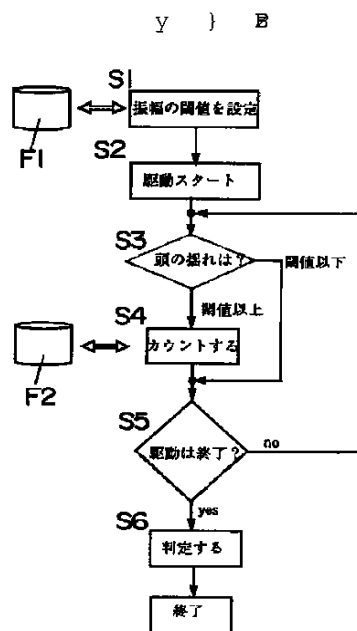 y } B
S1
振幅の閾値を設定
F1
S2
駆動スタート
S3
頭の揺れは?
閾値以下
閾値以上
S4
カウントする
F2
S5
駆動は終了?
no
yes
S6
判定する
終了